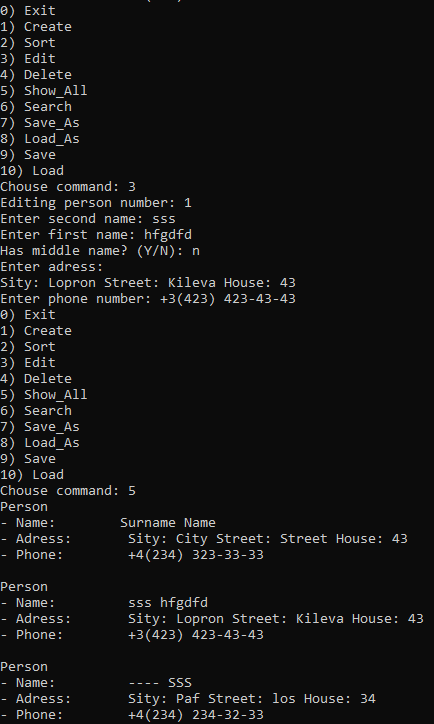 0) Exit
1) Create
2) Sort
3) Edit
4) Delete
5) Show_All
6) Search
7) Save_As
8) Load_As
9) Save
10) Load
Chouse command: 3
Editing person number: 1
Enter second name: sss
Enter first name: hfgdfd
Has middle name? (Y/N): n
Enter adress:
Sity: Lopron Street: Kileva House: 43
Enter phone number: +3(423) 423-43-43
0) Exit
1) Create
2) Sort
3) Edit
4) Delete
5) Show_All
6) Search
7) Save_As
8) Load_As
9) Save
10) Load
Chouse command: 5
Person
- Name: Surname Name
- Adress: Sity: City Street: Street House: 43
- Phone: +4(234) 323-33-33
Person
- Name: sss hfgdfd
- Adress: Sity: Lopron Street: Kileva House: 43
- Phone: +3(423) 423-43-43
Person
- Name: ---- SSS
- Adress: Sity: Paf Street: los House: 34
- Phone: +4(234) 234-32-33